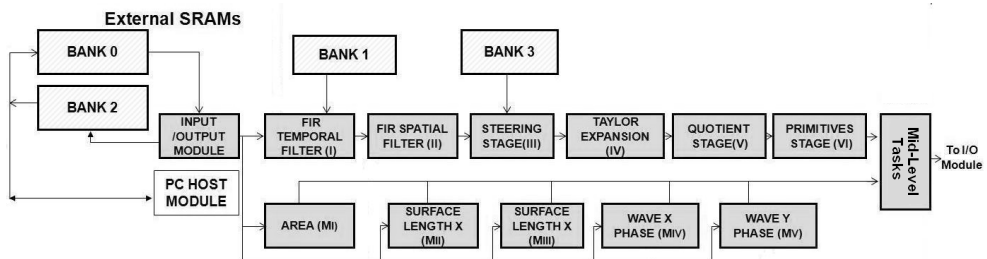 External SRAMs
BANK 0
BANK 1
BANK 3
BANK 2
INPUT
/OUTPUT
MODULE
FIR
TEMPORAL
FILTER (I)
FIR SPATIAL
FILTER (II)
STEERING
STAGE(III)
TAYLOR
EXPANSION
(IV)
QUOTIENT
STAGE(V)
PRIMITIVES
STAGE (VI)
Mid-Level
Tasks
To I/O
Module
PC HOST
MODULE
AREA (MI)
SURFACE
LENGTH X
(MII)
SURFACE
LENGTH X
(MIII)
WAVE X
PHASE (MIV)
WAVE Y
PHASE (MV)